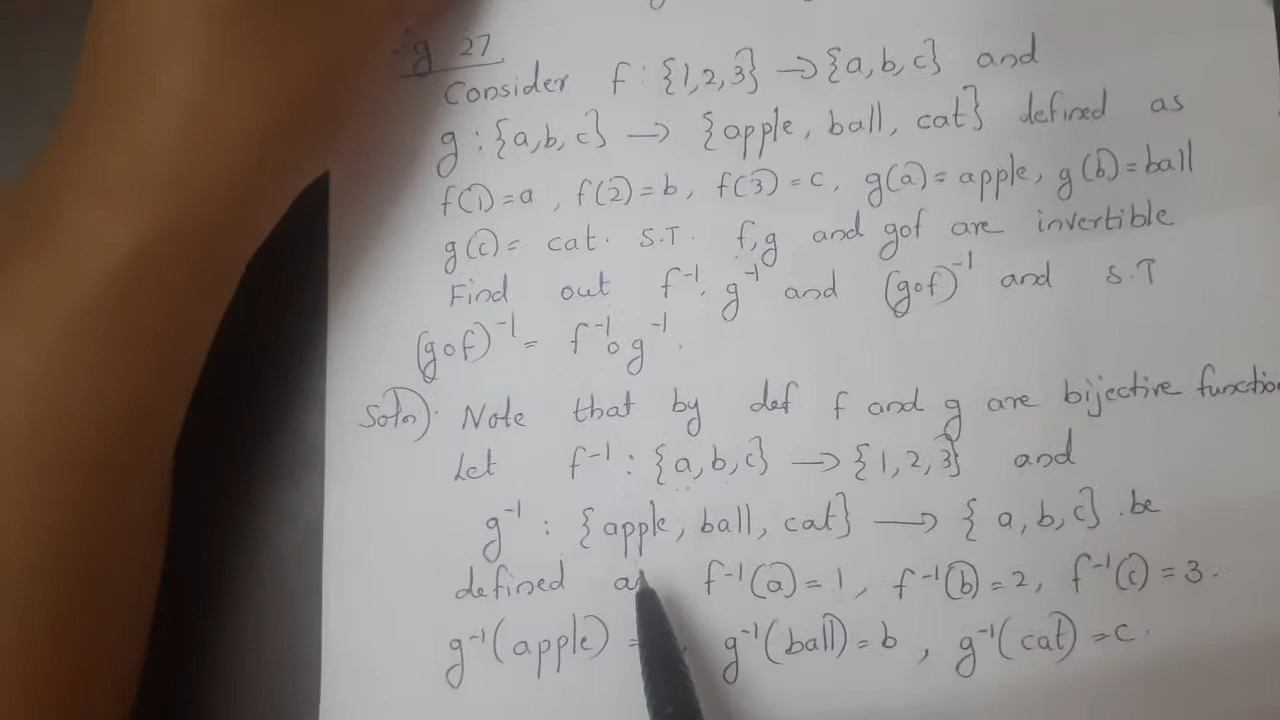 g 27
Consider f : {1,2,3} → {a,b,c} and
g : {a,b,c} → {apple, ball, cat} defined as
f(1)=a, f(2)=b, f(3)=c, g(a)=apple, g(b)=ball
g(c)= cat. S.T. f,g and gof are invertible
Find out f⁻¹, g⁻¹ and (gof)⁻¹ and S.T
(gof)⁻¹ = f⁻¹og⁻¹.
Soln) Note that by def f and g are bijective function
Let f⁻¹ : {a,b,c} → {1,2,3} and
g⁻¹ : {apple, ball, cat} → {a,b,c} .be
defined f⁻¹(a)=1, f⁻¹(b)=2, f⁻¹(c)=3.
g⁻¹(apple) = , g⁻¹(ball)=b, g⁻¹(cat)=c.